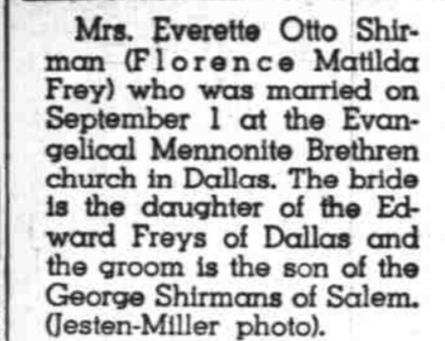 Mrs. Everette Otto Shir-
man (Florence Matilda
Frey) who was married on
September 1 at the Evan-
gelical Mennonite Brethren
church in Dallas. The bride
is the daughter of the Ed-
ward Freys of Dallas and
the groom is the son of the
George Shirmans of Salem.
(Jesten-Miller photo).